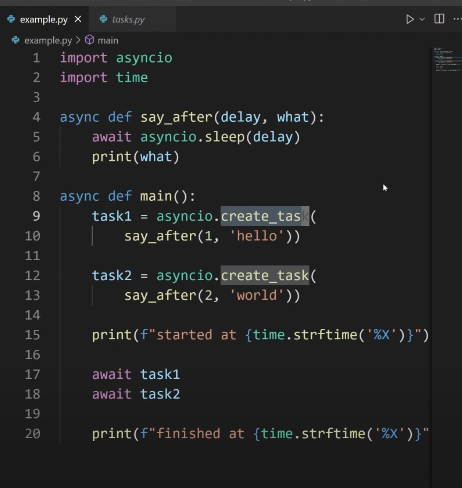 example.py tasks.py
example.py > main
1 import asyncio
2 import time
3
4 async def say_after(delay, what):
5     await asyncio.sleep(delay)
6     print(what)
7
8 async def main():
9     task1 = asyncio.create_task(
10         say_after(1, 'hello'))
11
12     task2 = asyncio.create_task(
13         say_after(2, 'world'))
14
15     print(f"started at {time.strftime('%X')}")
16
17     await task1
18     await task2
19
20     print(f"finished at {time.strftime('%X')}"